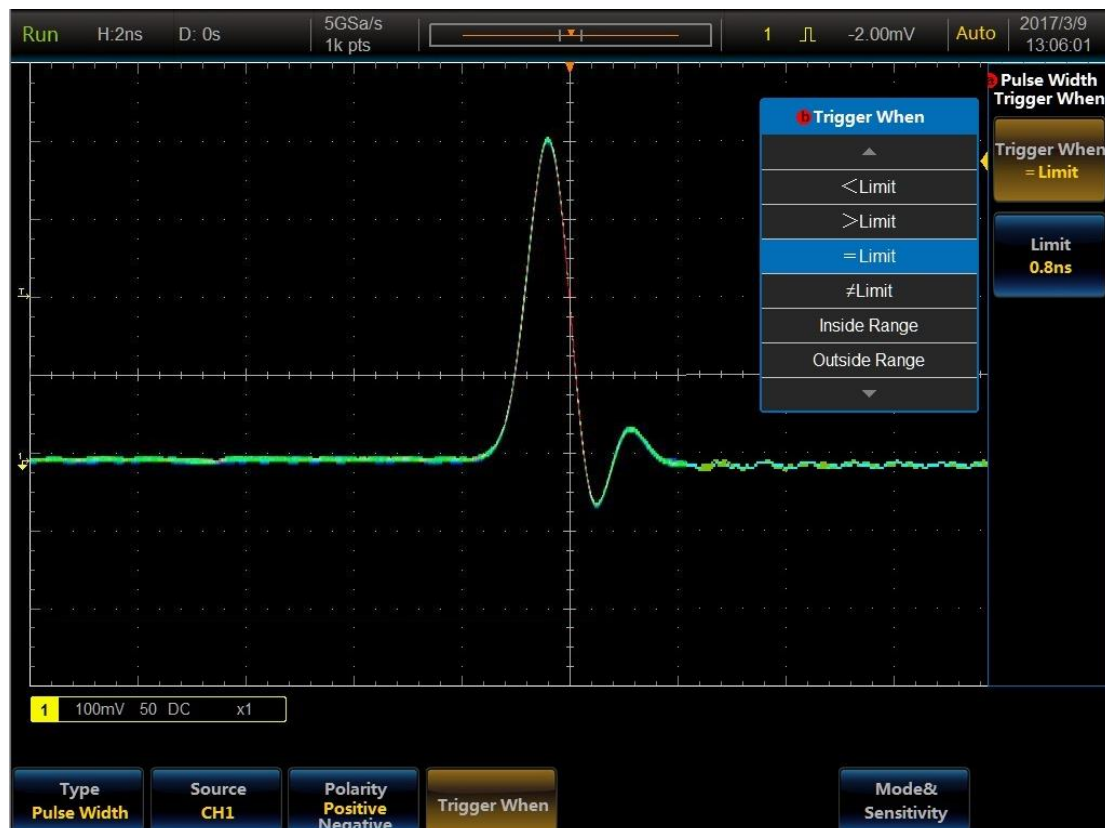 Run H:2ns D: 0s 5GSa/s 1 -2.00mV Auto 2017/3/9
1k pts 13:06:01
Pulse Width
Trigger When
b Trigger When
<Limit
>Limit
=Limit
≠Limit
Inside Range
Outside Range
Trigger When
= Limit
Limit
0.8ns
T
1
1 100mV 50 DC x1
Type
Pulse Width
Source
CH1
Polarity
Positive
Negative
Trigger When
Mode&
Sensitivity